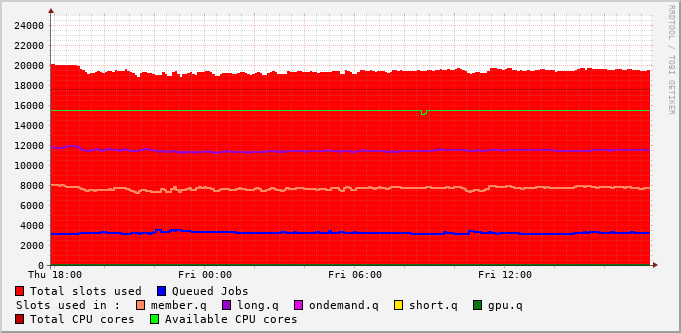 RRDTOOL / TOBI OETIKER
24000
22000
20000
18000
16000
14000
12000
10000
8000
6000
4000
2000
0
Thu 18:00 Fri 00:00 Fri 06:00 Fri 12:00
Total slots used Queued Jobs
Slots used in : member.q long.q ondemand.q short.q gpu.q
Total CPU cores Available CPU cores